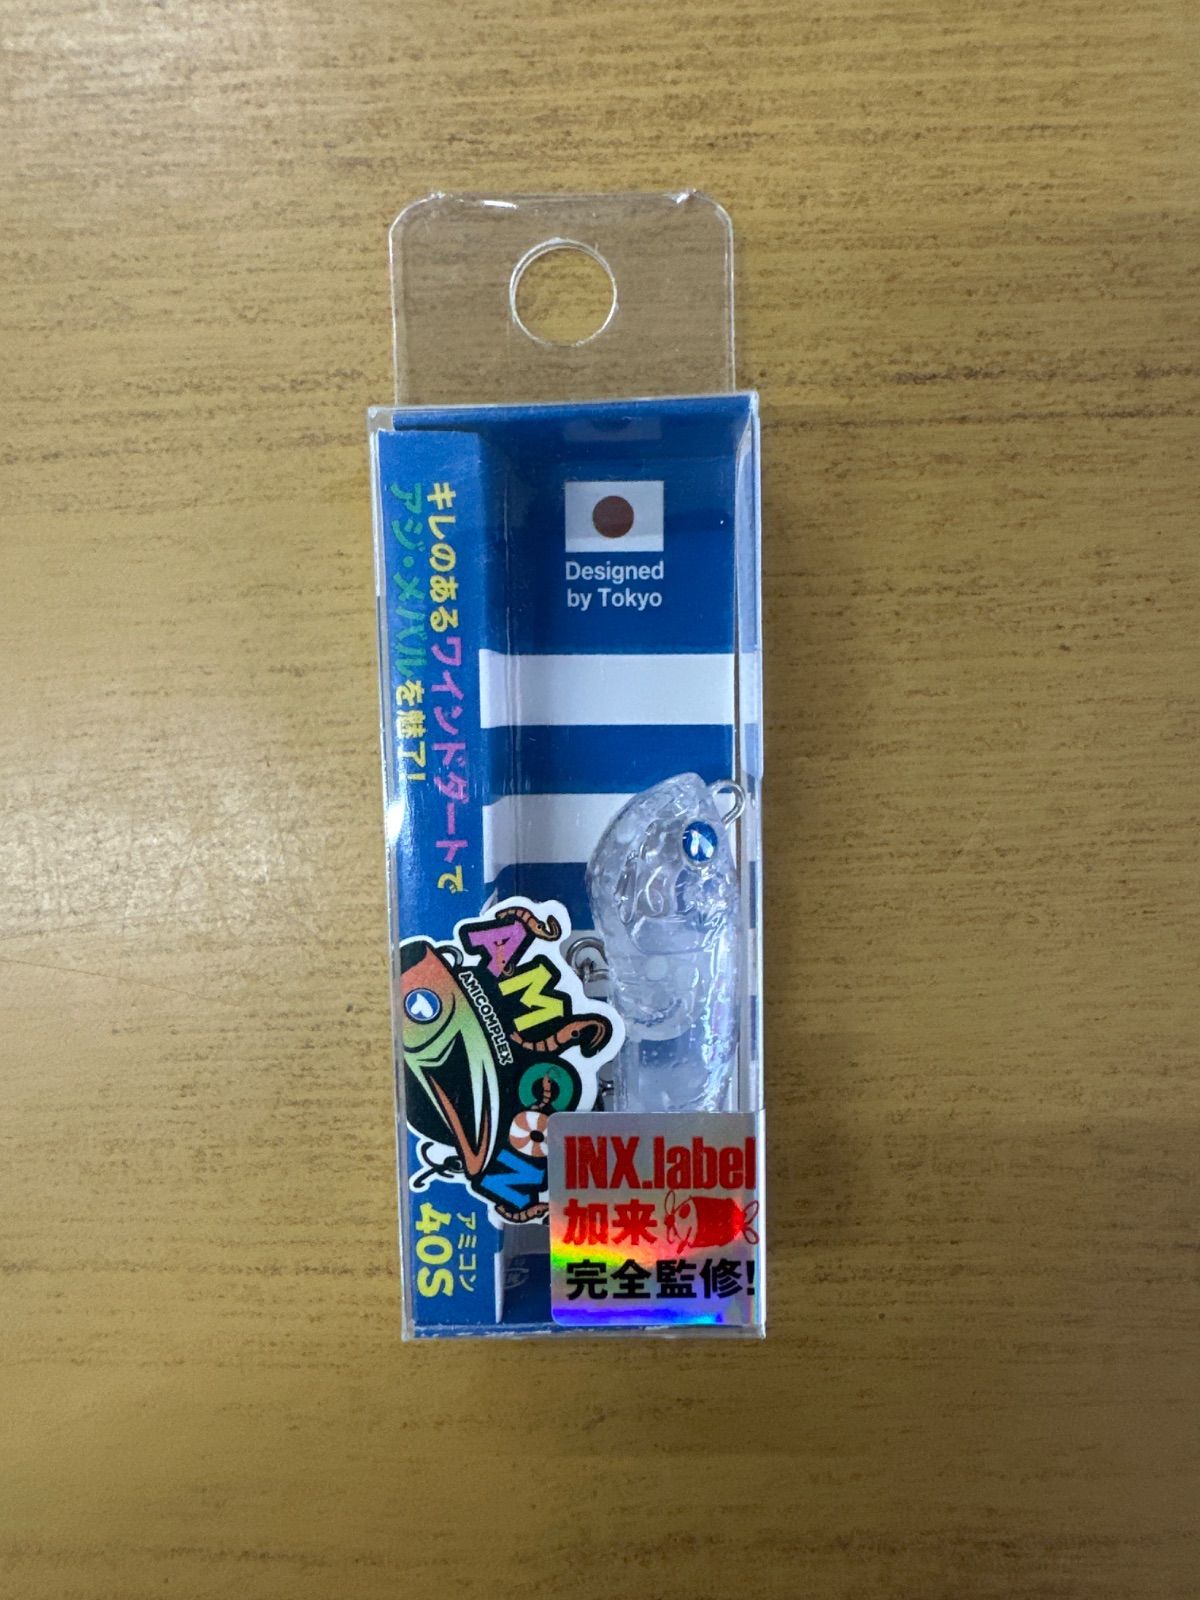 Designed
by Tokyo
キレのあるワインドダートで
アジ・メバルを魅了!
AMICON
AMICOMPLEX
アミコン
40S
INX.label
加来
完全監修!